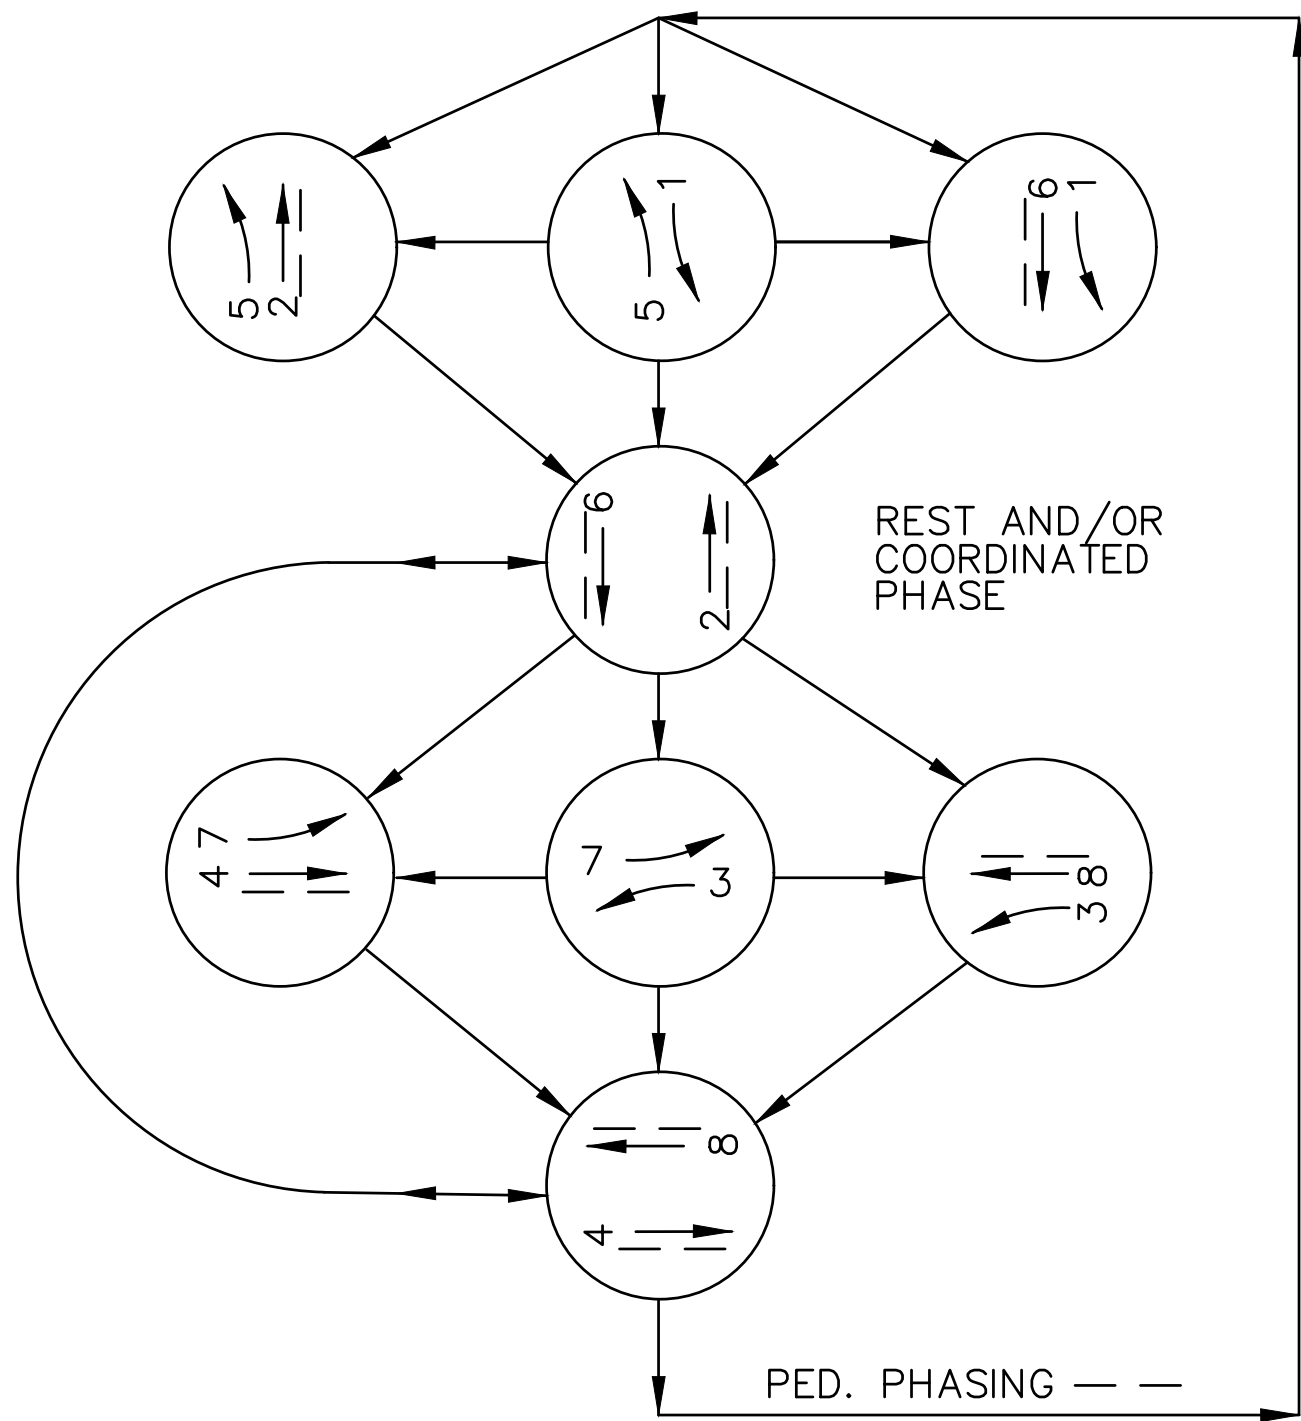 5 2
5 1
6 1
6 2
REST AND/OR
COORDINATED
PHASE
4 7
7 3
8 3
8
4
PED. PHASING — —